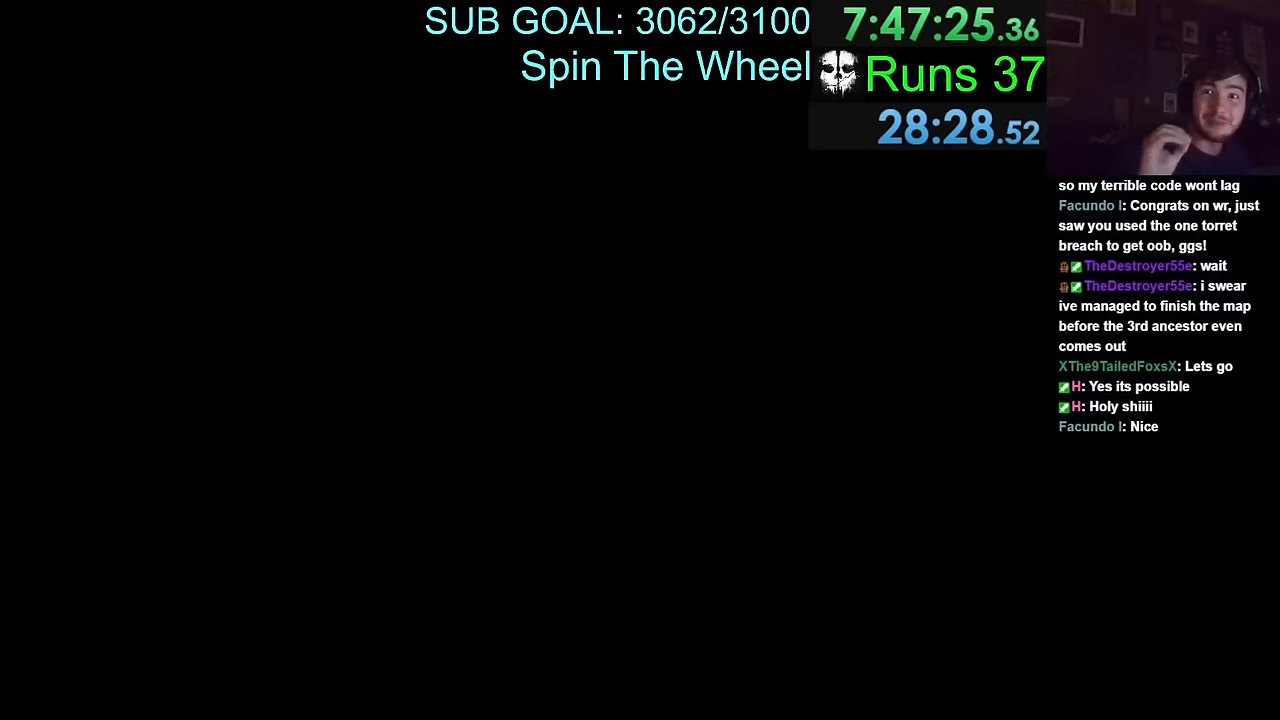 SUB GOAL: 3062/3100
Spin The Wheel
7:47:25.36
Runs 37
28:28.52
so my terrible code wont lag
Facundo I: Congrats on wr, just
saw you used the one torret
breach to get oob, ggs!
TheDestroyer55e: wait
TheDestroyer55e: i swear
ive managed to finish the map
before the 3rd ancestor even
comes out
XThe9TailedFoxsX: Lets go
H: Yes its possible
H: Holy shiiii
Facundo I: Nice